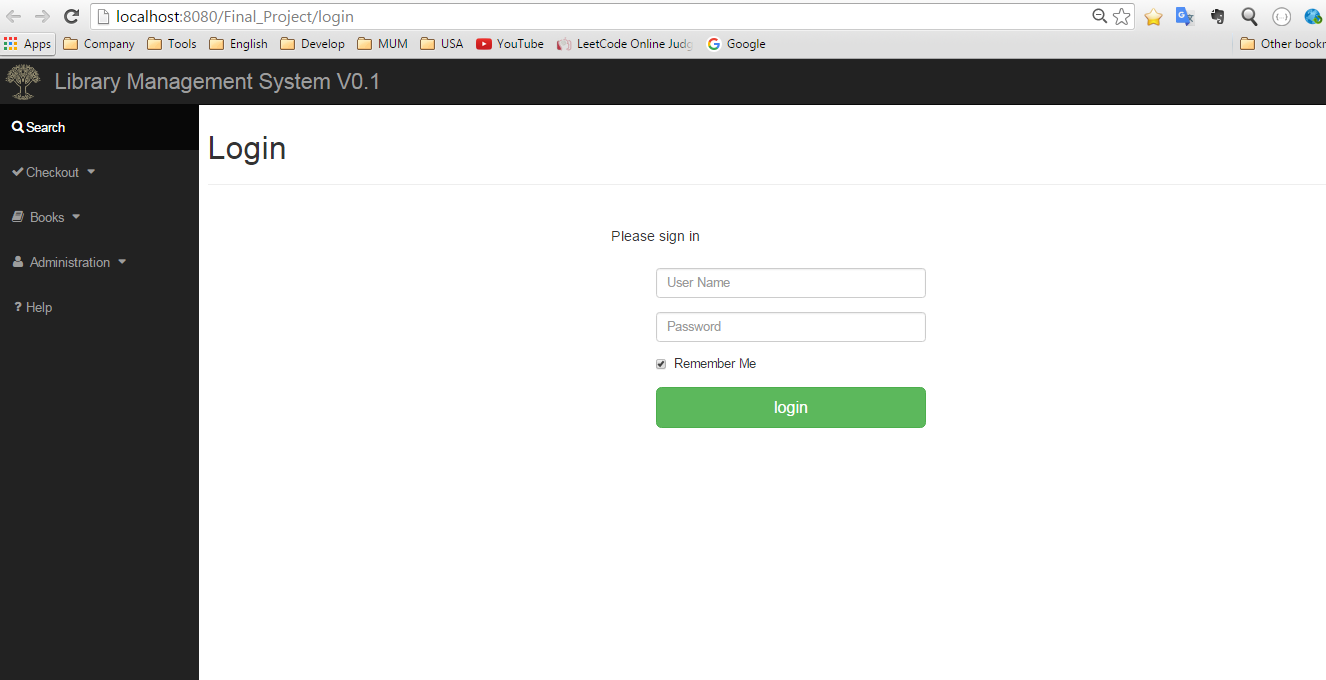 localhost:8080/Final_Project/login
Apps Company Tools English Develop MUM USA YouTube LeetCode Online Judg Google Other bookr
Library Management System V0.1
Search
Checkout
Books
Administration
? Help
Login
Please sign in
User Name
Password
Remember Me
login